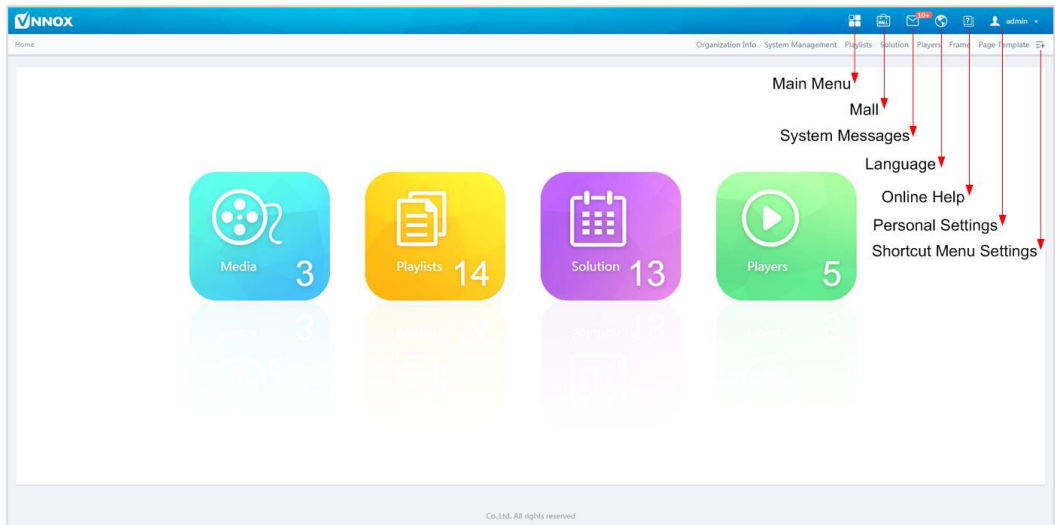 VNNOX
MALL
10+
?
admin
Home
Organization Info System Management Playlists Solution Players Frame Page Template
Main Menu
Mall
System Messages
Language
Online Help
Personal Settings
Shortcut Menu Settings
Media 3
Playlists 14
Solution 13
Players 5
Co.,Ltd. All rights reserved